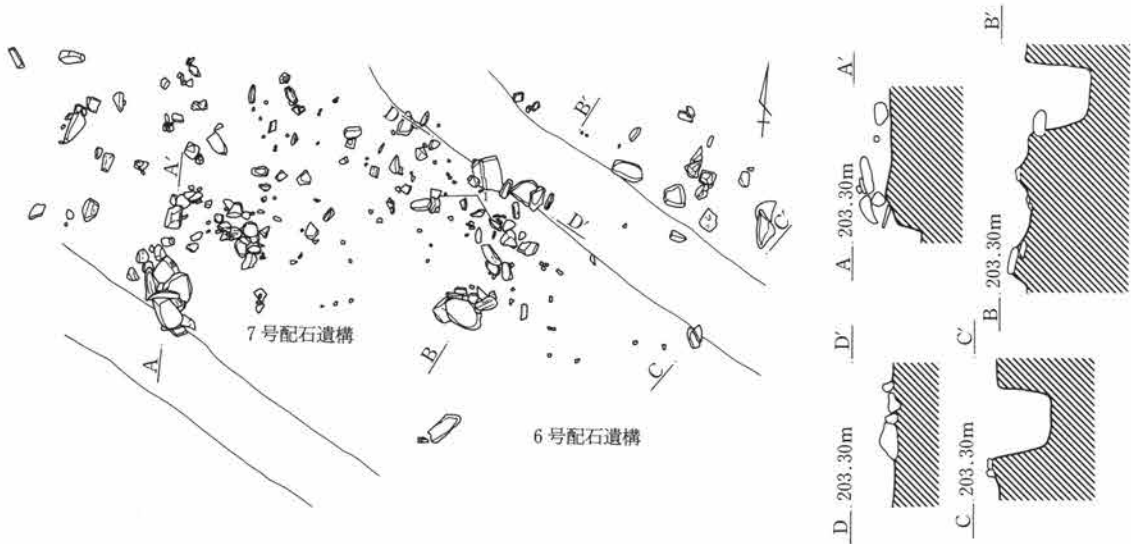 D
B′
A′
D′
C′
7号配石遺構
A
B
C
6号配石遺構
A 203.30m A′
B 203.30m B′
D 203.30m D′
C 203.30m C′